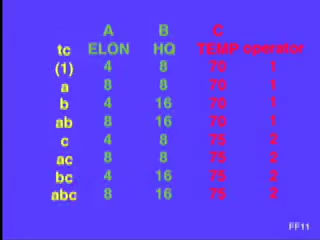 A B C
tc ELON HQ TEMP operator
(1) 4 8 70 1
a 8 8 70 1
b 4 16 70 1
ab 8 16 70 1
c 4 8 75 2
ac 8 8 75 2
bc 4 16 75 2
abc 8 16 75 2
FF11